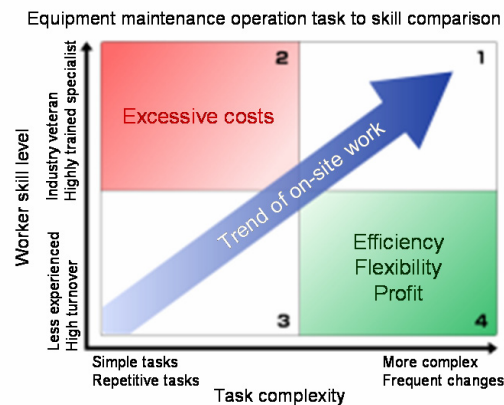 Equipment maintenance operation task to skill comparison
2
1
Excessive costs
Industry veteran
Highly trained specialist
Worker skill level
Trend of on-site work
Efficiency
Flexibility
Profit
Less experienced
High turnover
3
4
Simple tasks
Repetitive tasks
More complex
Frequent changes
Task complexity